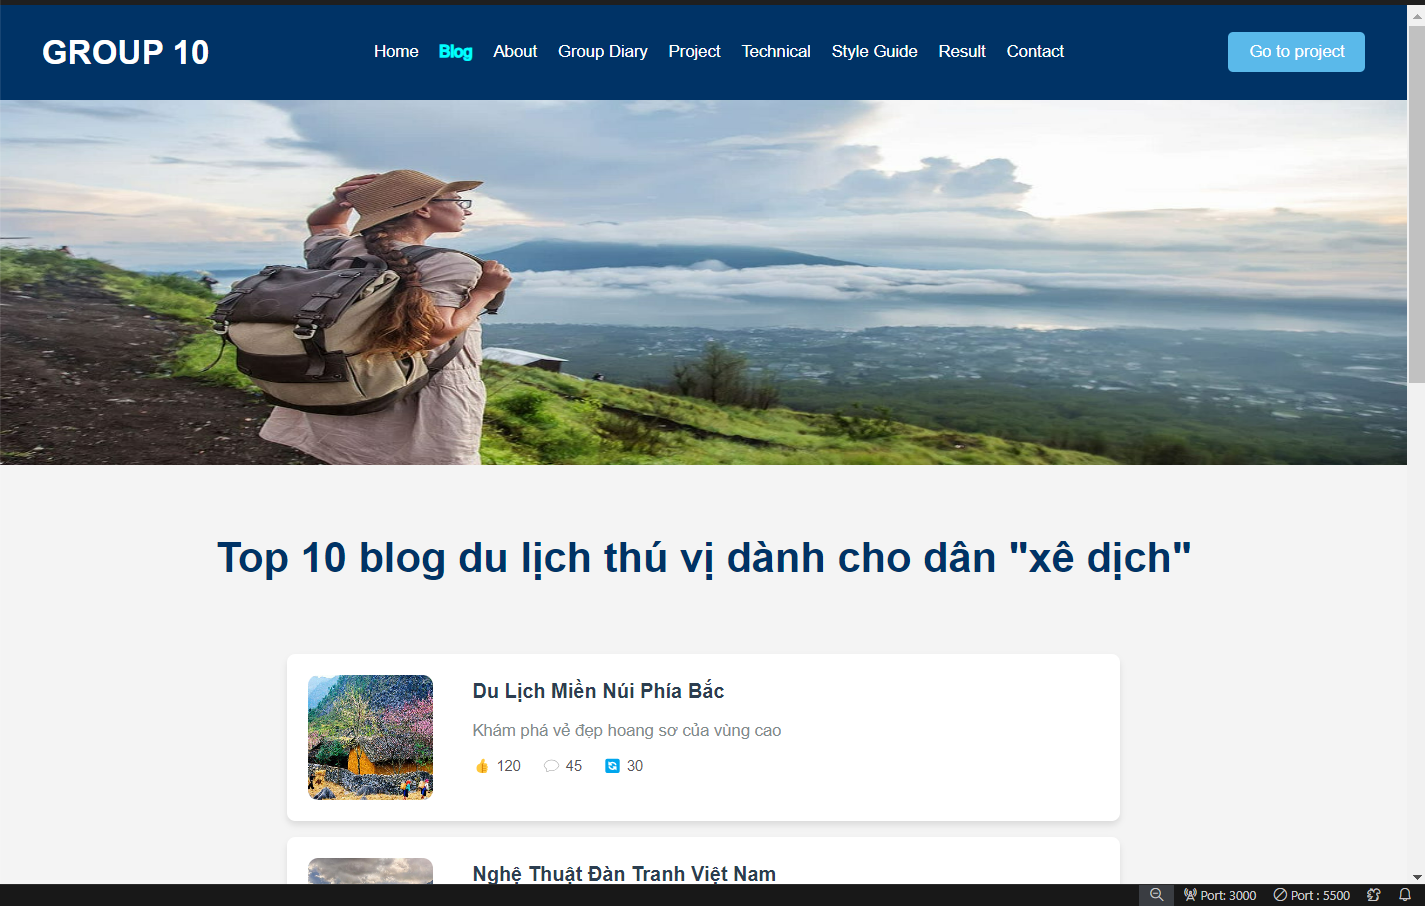 GROUP 10
Home Blog About Group Diary Project Technical Style Guide Result Contact
Go to project
Top 10 blog du lịch thú vị dành cho dân "xê dịch"
Du Lịch Miền Núi Phía Bắc
Khám phá vẻ đẹp hoang sơ của vùng cao
120 45 30
Nghệ Thuật Đàn Tranh Việt Nam
Port: 3000 Port : 5500